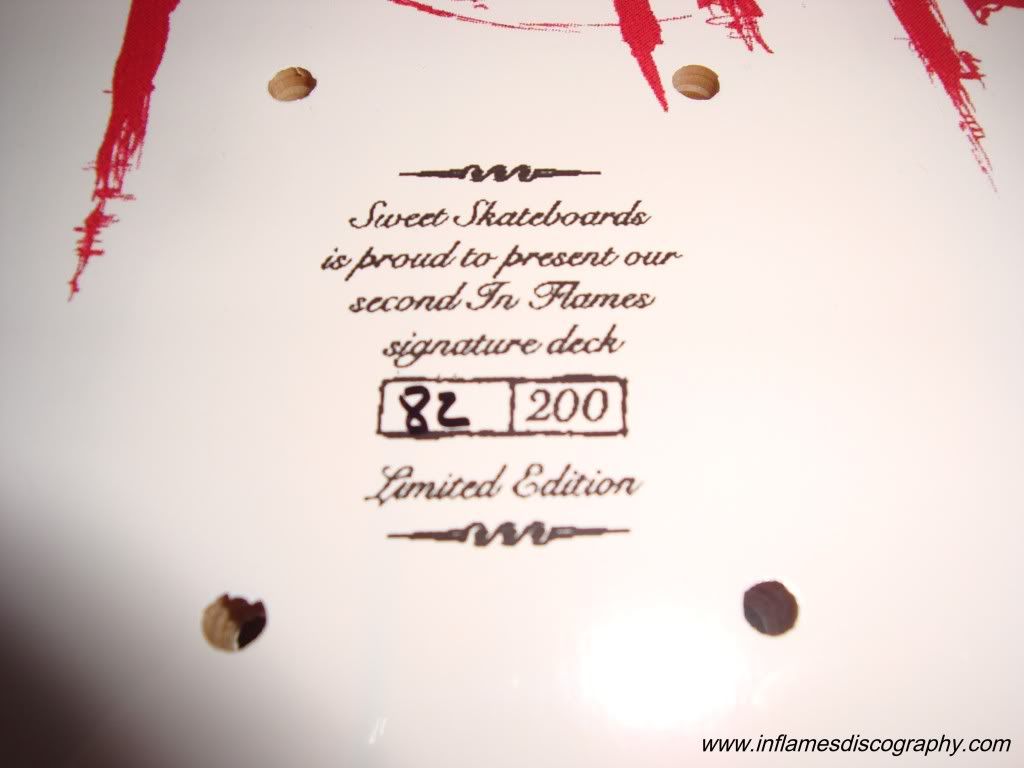 Sweet Skateboards
is proud to present our
second In Flames
signature deck
82 200
Limited Edition
www.inflamesdiscography.com